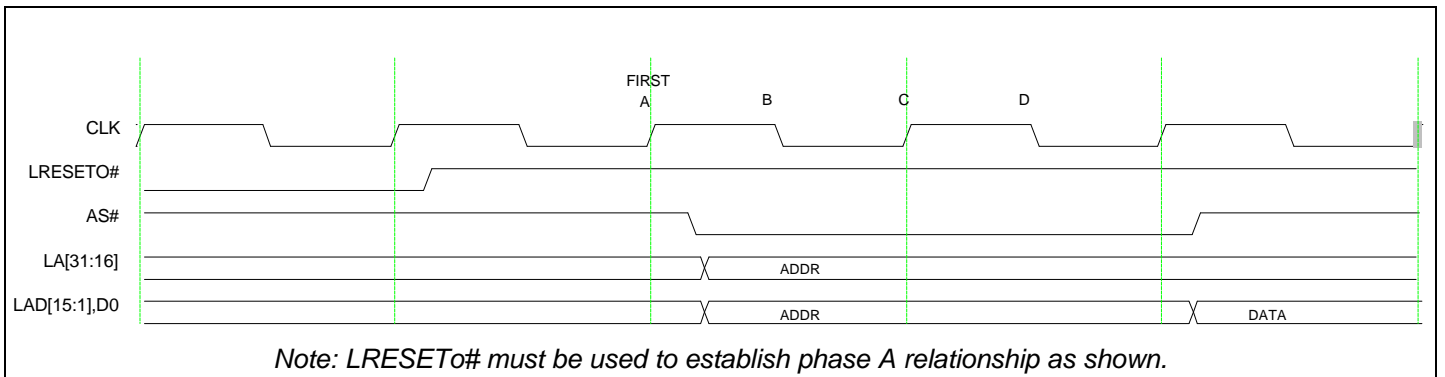 FIRST
A B C D
CLK
LRESETO#
AS#
LA[31:16]
ADDR
LAD[15:1],D0
ADDR DATA
Note: LRESETo# must be used to establish phase A relationship as shown.